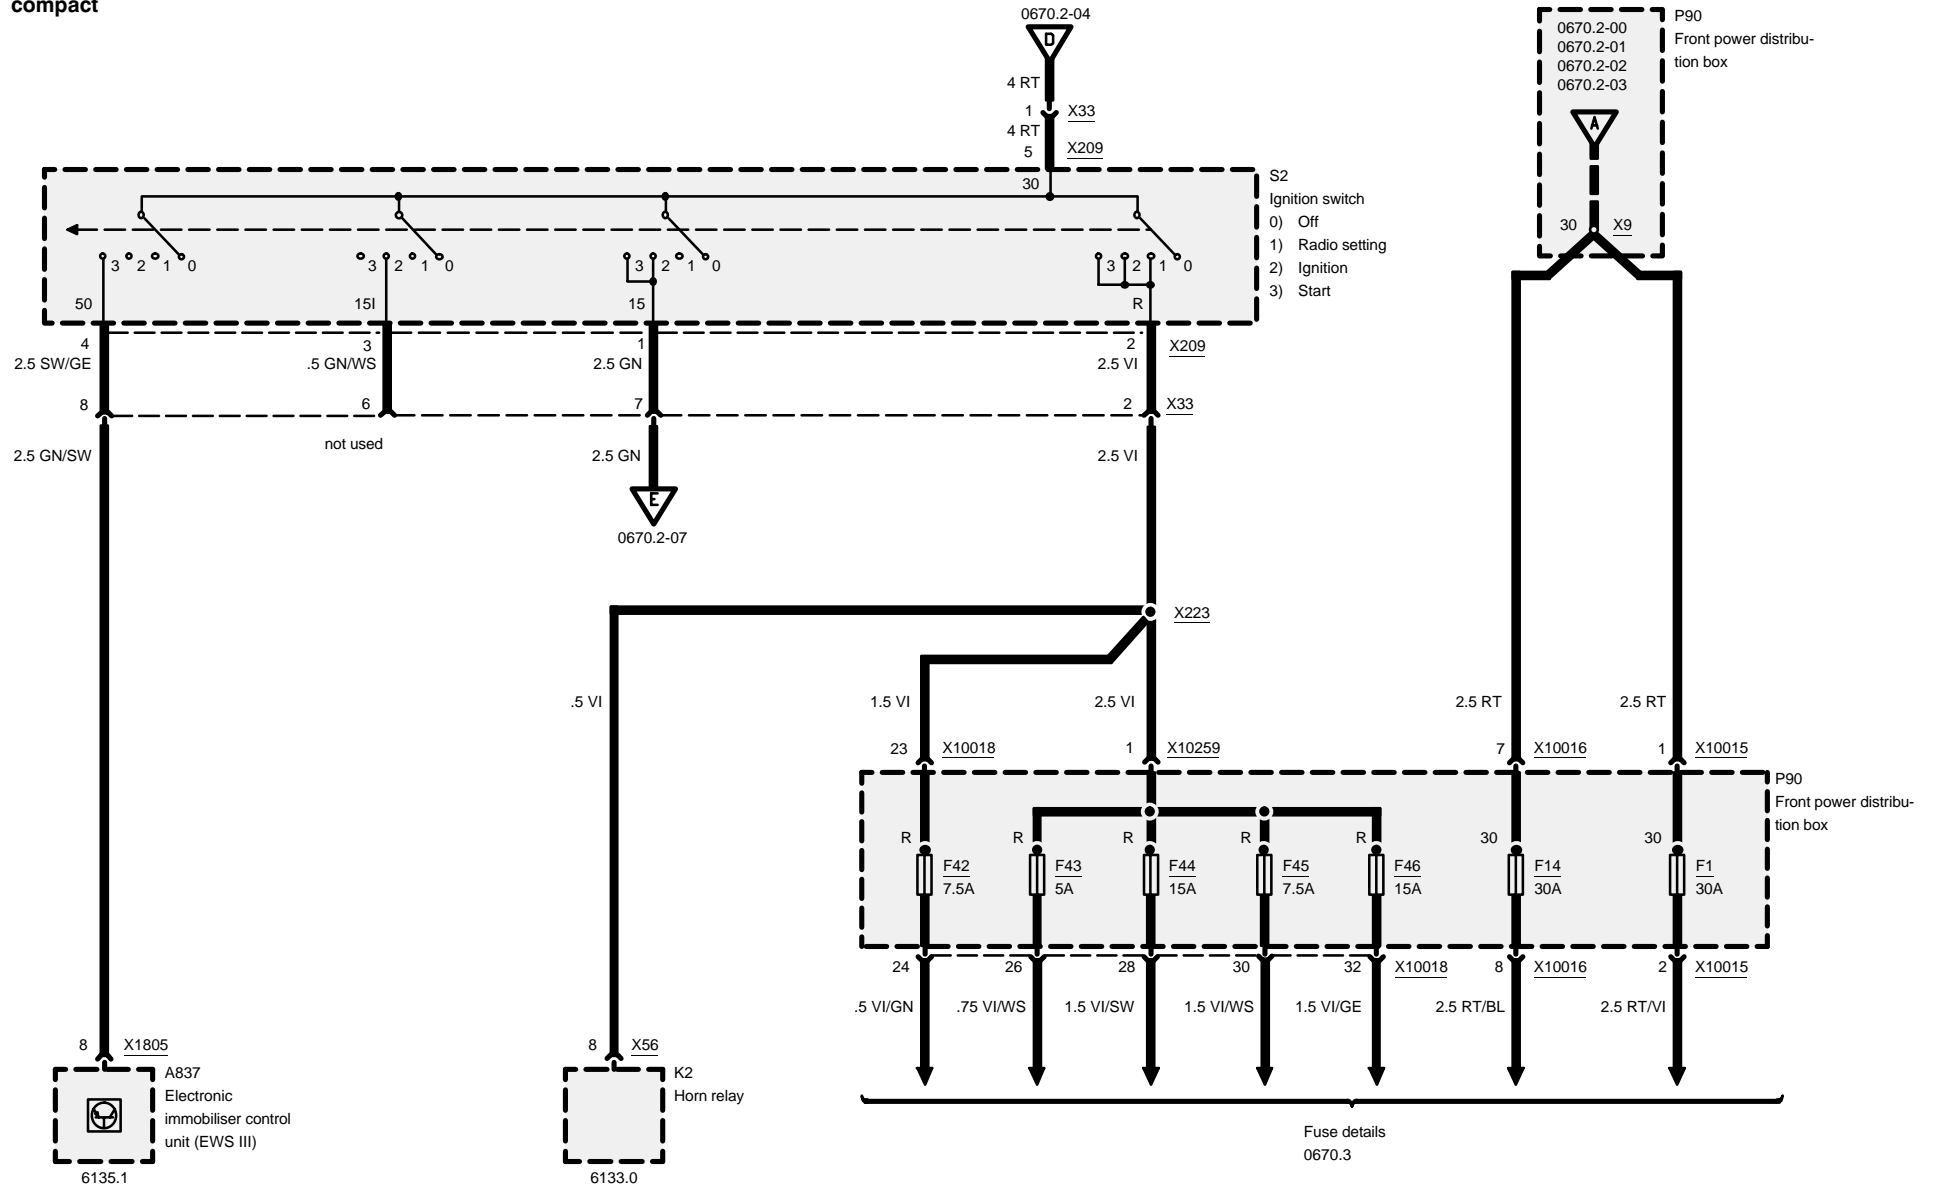 compact
0670.2-04
D
4 RT
1 X33
4 RT
5 X209
P90
Front power distribu-
tion box
0670.2-00
0670.2-01
0670.2-02
0670.2-03
A
30 X9
30
S2
Ignition switch
0) Off
1) Radio setting
2) Ignition
3) Start
3 2 1 0
3 2 1 0
3 2 1 0
3 2 1 0
50 15I 15 R
4 3 1 2 X209
2.5 SW/GE .5 GN/WS 2.5 GN 2.5 VI
8 6 7 2 X33
not used
2.5 GN/SW 2.5 GN 2.5 VI
E
0670.2-07
X223
.5 VI 1.5 VI 2.5 VI 2.5 RT 2.5 RT
23 X10018 1 X10259 7 X10016 1 X10015
P90
Front power distribu-
tion box
R R R R R 30 30
F42 F43 F44 F45 F46 F14 F1
7.5A 5A 15A 7.5A 15A 30A 30A
24 26 28 30 32 X10018 8 X10016 2 X10015
.5 VI/GN .75 VI/WS 1.5 VI/SW 1.5 VI/WS 1.5 VI/GE 2.5 RT/BL 2.5 RT/VI
8 X1805
A837
Electronic
immobiliser control
unit (EWS III)
6135.1
8 X56
K2
Horn relay
6133.0
Fuse details
0670.3